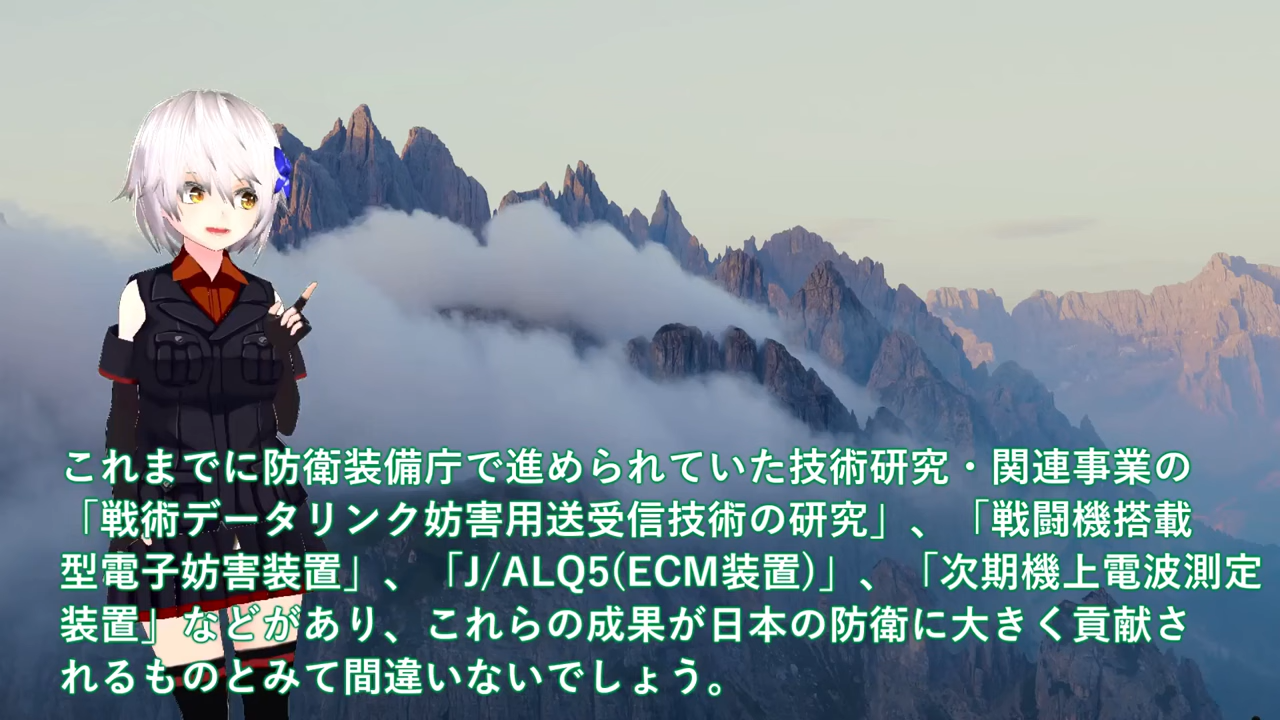 これまでに防衛装備庁で進められていた技術研究・関連事業の
「戦術データリンク妨害用送受信技術の研究」、「戦闘機搭載
型電子妨害装置」、「J/ALQ5(ECM装置)」、「次期機上電波測定
装置」などがあり、これらの成果が日本の防衛に大きく貢献さ
れるものとみて間違いないでしょう。